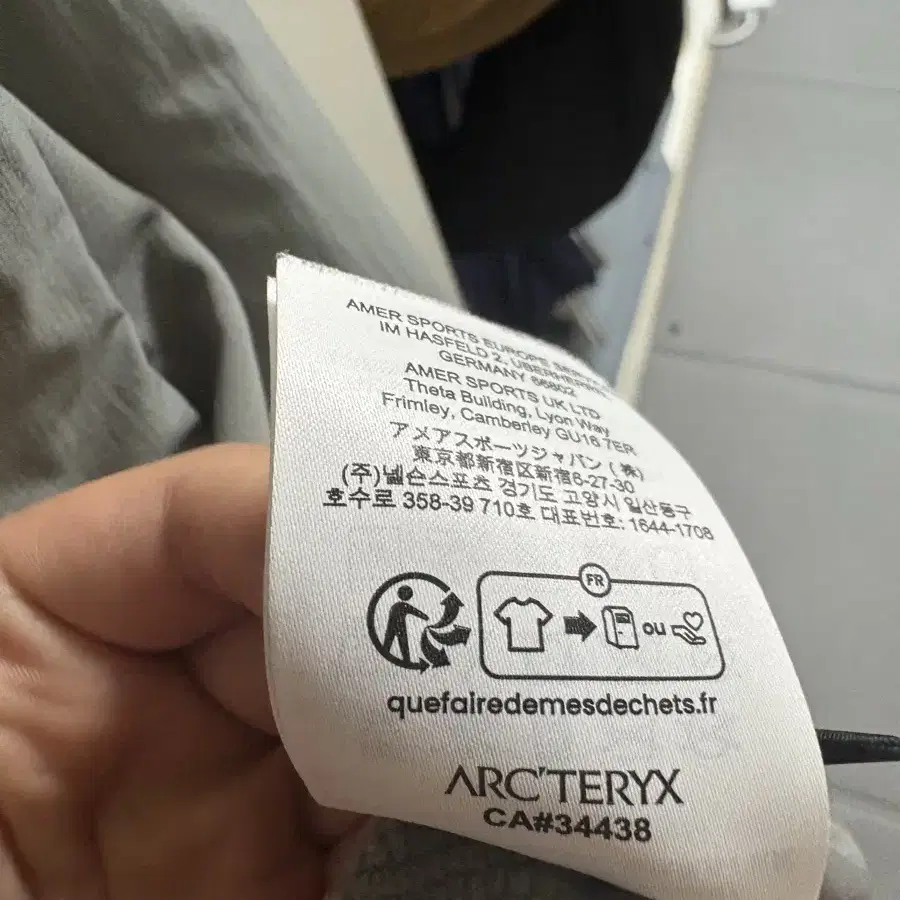 AMER SPORTS EUROPE
IM HASFELD 2, UBERHERRN
GERMANY 66802
AMER SPORTS UK LTD
Theta Building, Lyon Way
Frimley, Camberley GU16 7ER
アメアスポーツジャパン (株)
東京都新宿区新宿6-27-30
(주)넬슨스포츠 경기도 고양시 일산동구
호수로 358-39 710호 대표번호: 1644-1708
FR
ou
quefairedemesdechets.fr
ARC'TERYX
CA#34438